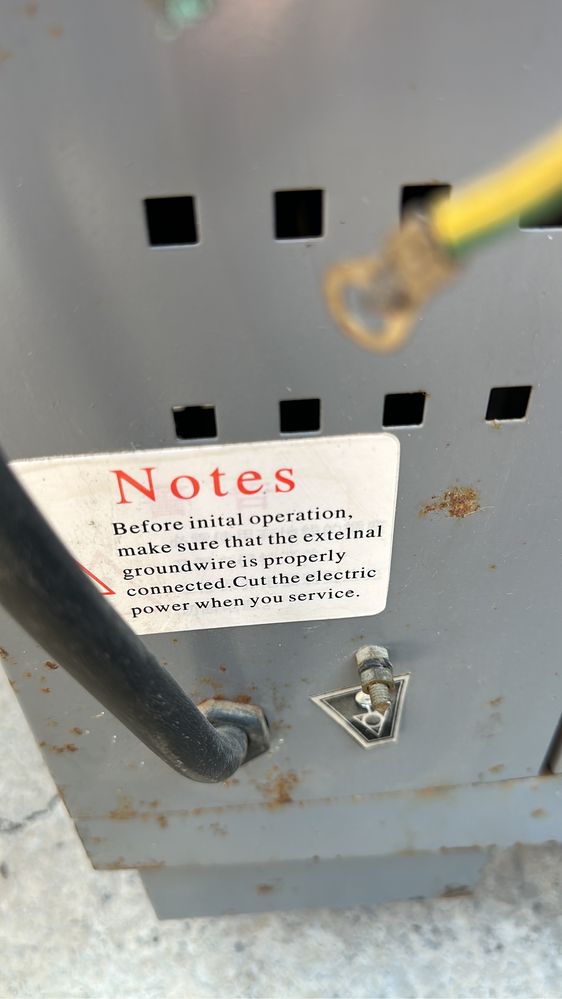 Notes
Before inital operation,
make sure that the extelnal
groundwire is properly
connected.Cut the electric
power when you service.